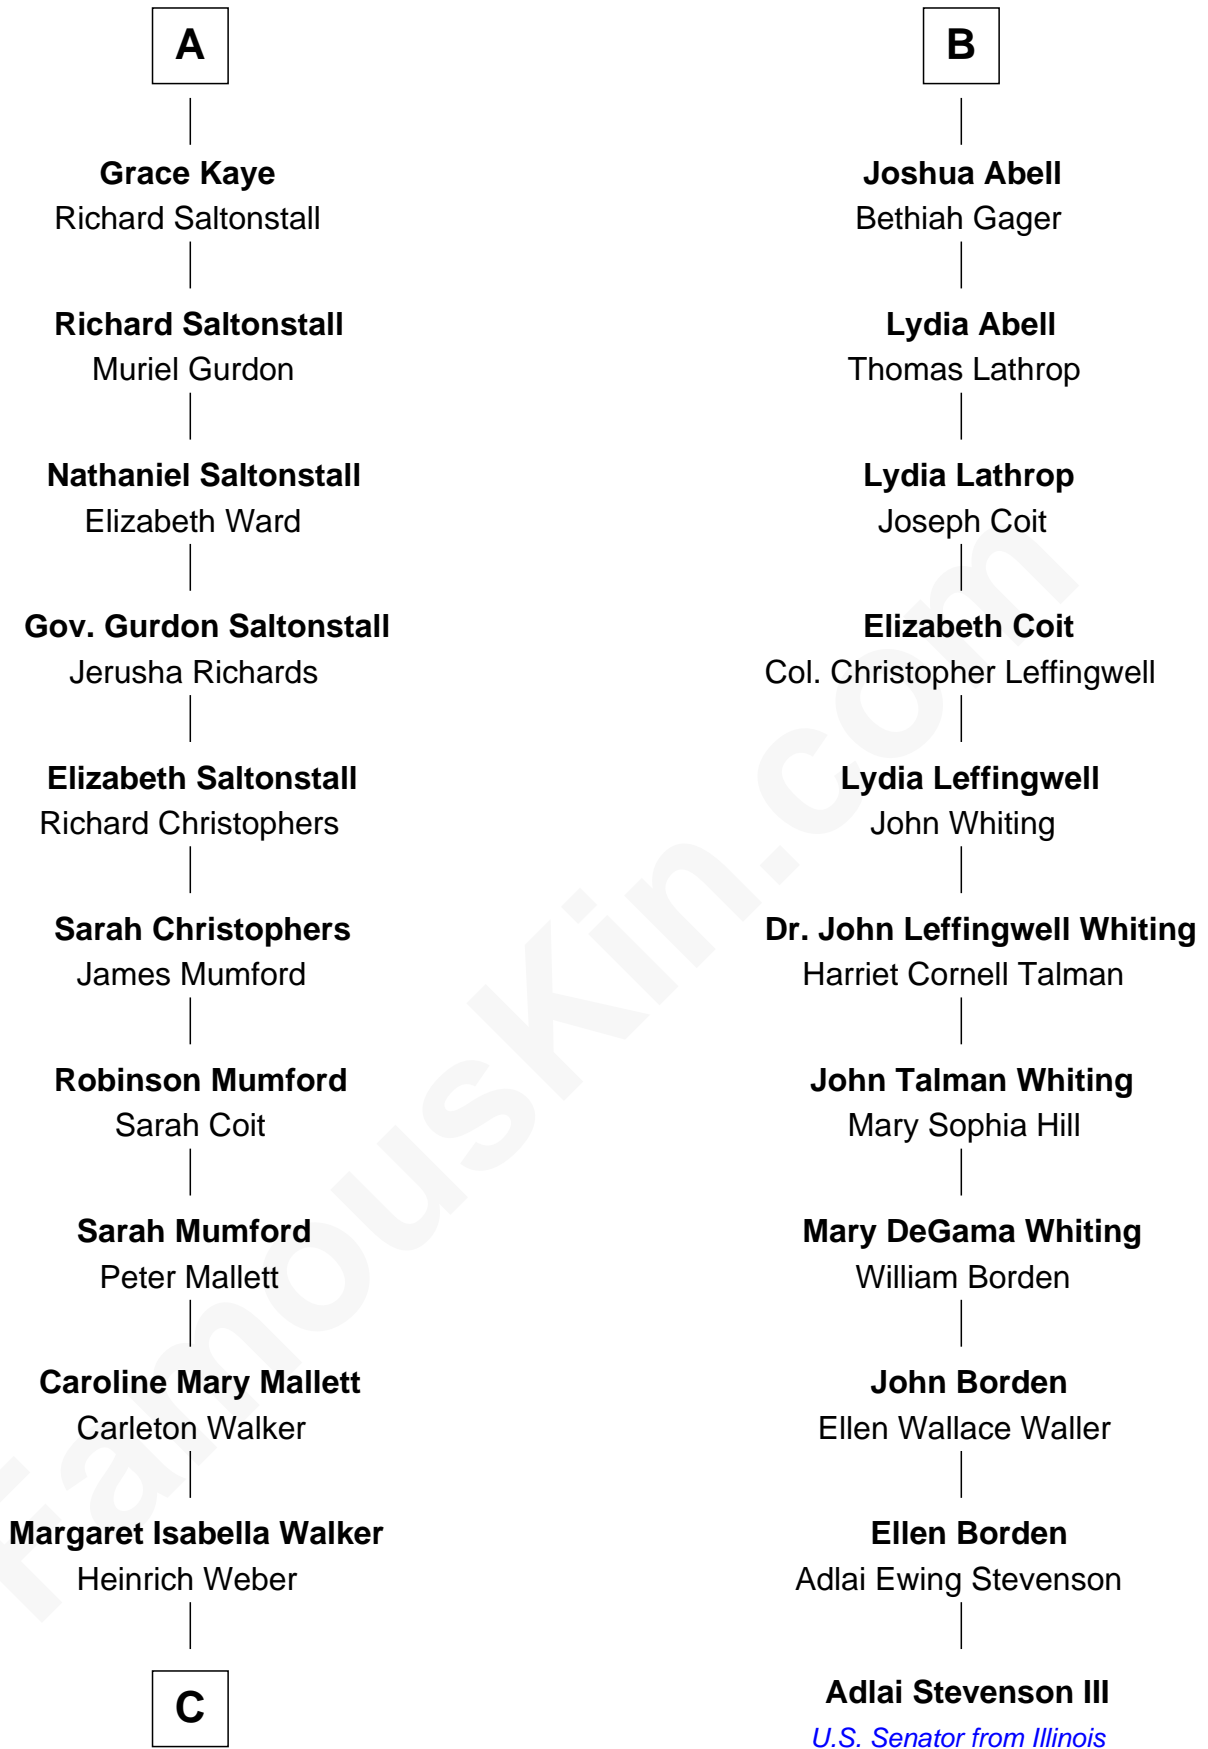 A
Grace Kaye
Richard Saltonstall
Richard Saltonstall
Muriel Gurdon
Nathaniel Saltonstall
Elizabeth Ward
Gov. Gurdon Saltonstall
Jerusha Richards
Elizabeth Saltonstall
Richard Christophers
Sarah Christophers
James Mumford
Robinson Mumford
Sarah Coit
Sarah Mumford
Peter Mallett
Caroline Mary Mallett
Carleton Walker
Margaret Isabella Walker
Heinrich Weber
C
B
Joshua Abell
Bethiah Gager
Lydia Abell
Thomas Lathrop
Lydia Lathrop
Joseph Coit
Elizabeth Coit
Col. Christopher Leffingwell
Lydia Leffingwell
John Whiting
Dr. John Leffingwell Whiting
Harriet Cornell Talman
John Talman Whiting
Mary Sophia Hill
Mary DeGama Whiting
William Borden
John Borden
Ellen Wallace Waller
Ellen Borden
Adlai Ewing Stevenson
Adlai Stevenson III
U.S. Senator from Illinois
FamousKin.com